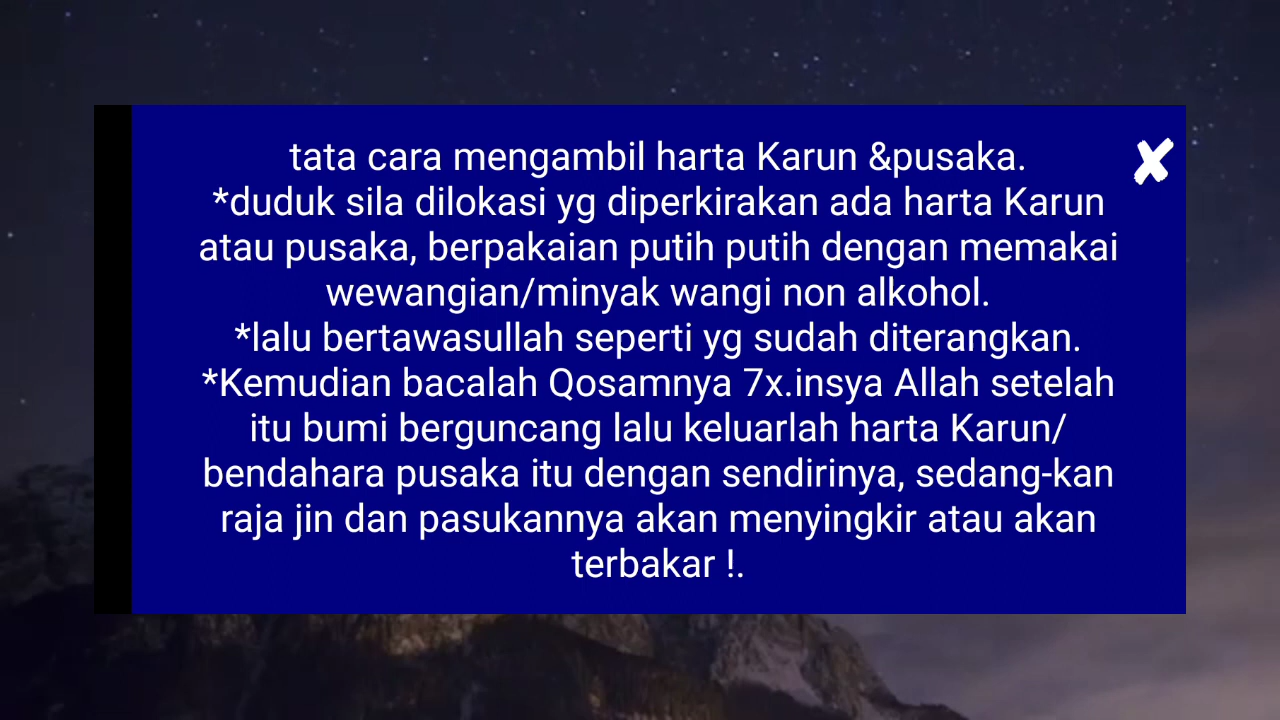 tata cara mengambil harta Karun &pusaka.
*duduk sila dilokasi yg diperkirakan ada harta Karun
atau pusaka, berpakaian putih putih dengan memakai
wewangian/minyak wangi non alkohol.
*lalu bertawasullah seperti yg sudah diterangkan.
*Kemudian bacalah Qosamnya 7x.insya Allah setelah
itu bumi berguncang lalu keluarlah harta Karun/
bendahara pusaka itu dengan sendirinya, sedang-kan
raja jin dan pasukannya akan menyingkir atau akan
terbakar !.